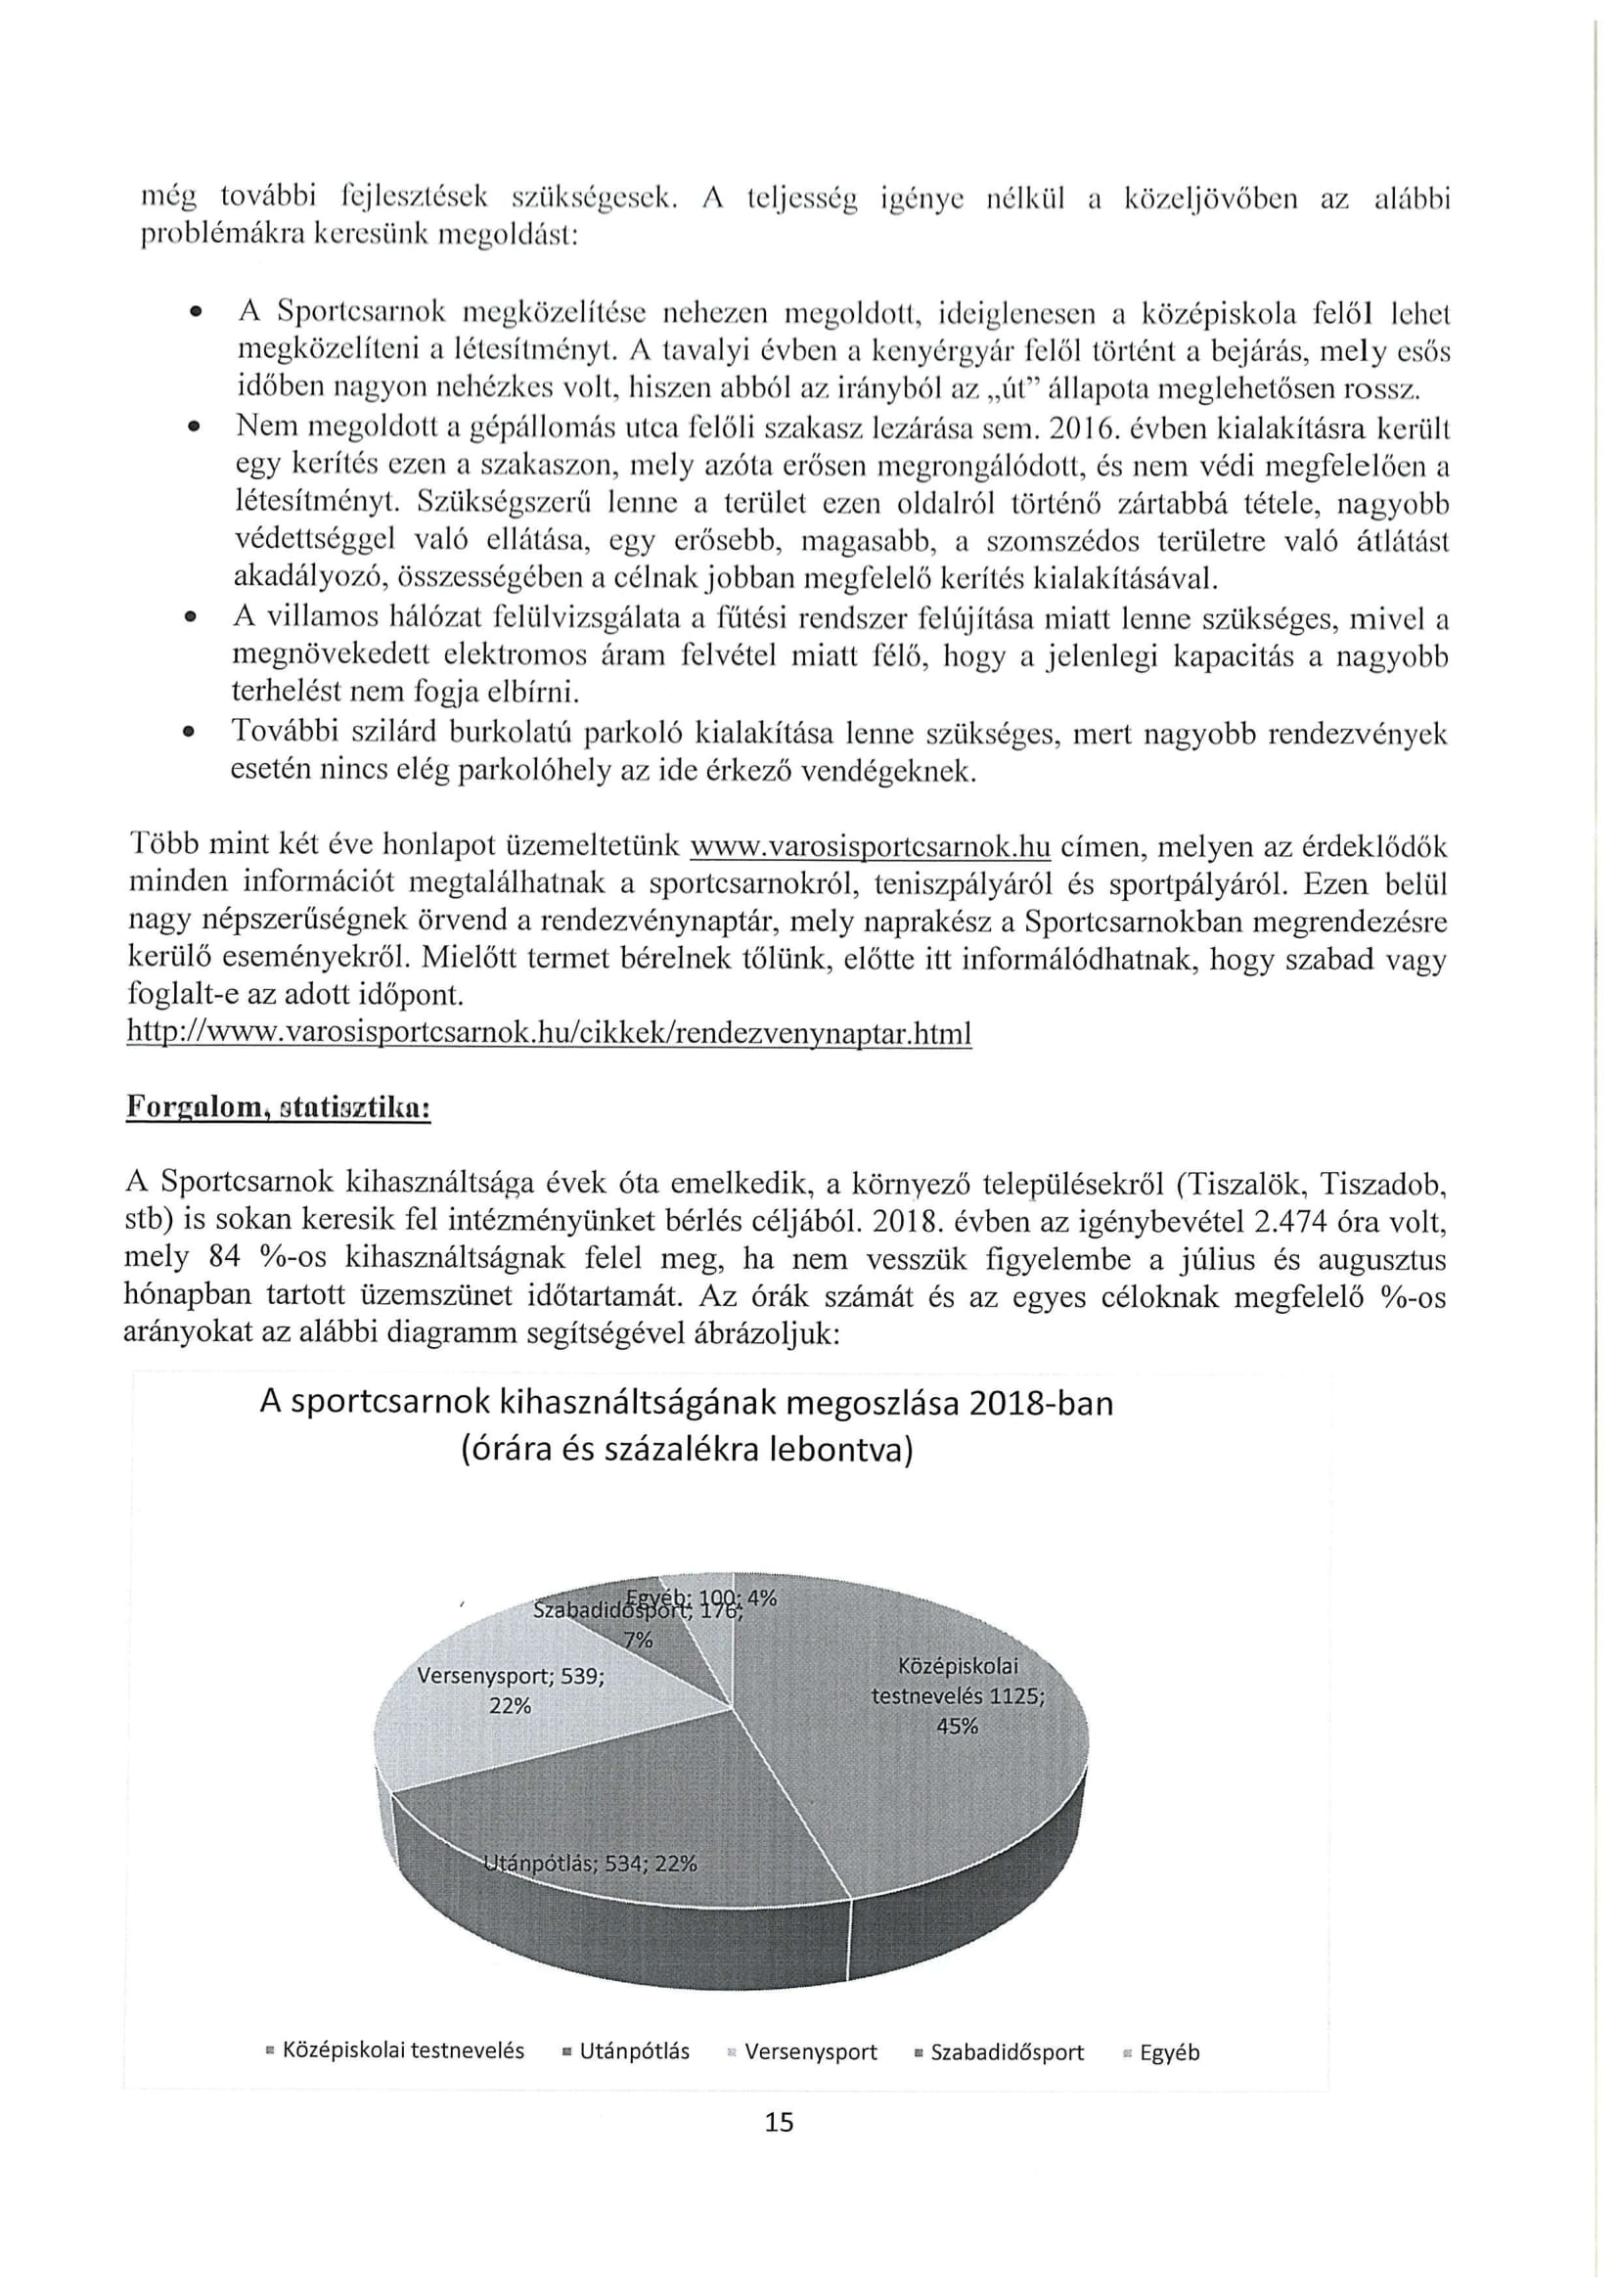 még további fejlesztések szükségesek. A teljesség igénye nélkül a közeljövőben az alábbi
problémákra keresünk megoldást:
• A Sportcsarnok megközelítése nehezen megoldott, ideiglenesen a középiskola felől lehet
megközelíteni a létesítményt. A tavalyi évben a kenyérgyár felől történt a bejárás, mely esős
időben nagyon nehézkes volt, hiszen abból az irányból az „út” állapota meglehetősen rossz.
• Nem megoldott a gépállomás utca felőli szakasz lezárása sem. 2016. évben kialakításra került
egy kerítés ezen a szakaszon, mely azóta erősen megrongálódott, és nem védi megfelelően a
létesítményt. Szükségszerű lenne a terület ezen oldalról történő zártabbá tétele, nagyobb
védettséggel való ellátása, egy erősebb, magasabb, a szomszédos területre való átlátást
akadályozó, összességében a célnak jobban megfelelő kerítés kialakításával.
• A villamos hálózat felülvizsgálata a fűtési rendszer felújítása miatt lenne szükséges, mivel a
megnövekedett elektromos áram felvétel miatt félő, hogy a jelenlegi kapacitás a nagyobb
terhelést nem fogja elbírni.
• További szilárd burkolatú parkoló kialakítása lenne szükséges, mert nagyobb rendezvények
esetén nincs elég parkolóhely az ide érkező vendégeknek.
Több mint két éve honlapot üzemeltetünk www.varosisportcsarnok.hu címen, melyen az érdeklődők
minden információt megtalálhatnak a sportcsarnokról, teniszpályáról és sportpályáról. Ezen belül
nagy népszerűségnek örvend a rendezvénynaptár, mely naprakész a Sportcsarnokban megrendezésre
kerülő eseményekről. Mielőtt termet bérelnek tőlünk, előtte itt informálódhatnak, hogy szabad vagy
foglalt-e az adott időpont.
http://www.varosisportcsarnok.hu/cikkek/rendezvenynaptar.html
Forgalom, statisztika:
A Sportcsarnok kihasználtsága évek óta emelkedik, a környező településekről (Tiszalök, Tiszadob,
stb) is sokan keresik fel intézményünket bérlés céljából. 2018. évben az igénybevétel 2.474 óra volt,
mely 84 %-os kihasználtságnak felel meg, ha nem vesszük figyelembe a július és augusztus
hónapban tartott üzemszünet időtartamát. Az órák számát és az egyes céloknak megfelelő %-os
arányokat az alábbi diagramm segítségével ábrázoljuk:
A sportcsarnok kihasználtságának megoszlása 2018-ban
(órára és százalékra lebontva)
Egyéb; 100; 4%
Szabadidősport; 176;
7%
Középiskolai
testnevelés 1125;
45%
Versenysport; 539;
22%
Utánpótlás; 534; 22%
Középiskolai testnevelés Utánpótlás Versenysport Szabadidősport Egyéb
15